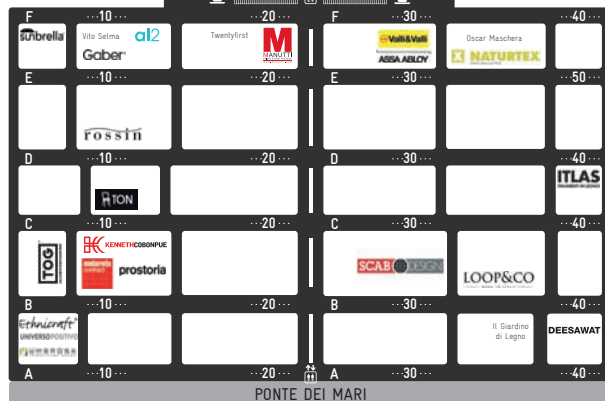 F ···10··· ···20··· F ···30··· ···40···
sunbrella
Vito Selma al2
Gaber
Twentyfirst
M
MANUTTI
Valli&Valli
ASSA ABLOY
Oscar Maschera
NATURTEX
E ···10··· ···20··· E ···30··· ···50···
rossin
D ···10··· ···20··· D ···30··· ···40···
TON
ITLAS
C ···10··· ···20··· C ···30··· ···40···
TOG
KENNETHCOBONPUE
prostoria
SCAB DESIGN
LOOP&CO
B ···10··· ···20··· B ···30··· ···40···
Ethnicraft
UNIVERSO POSITIVO
Il Giardino
di Legno
DEESAWAT
A ···10··· ···20··· A ···30··· ···40···
PONTE DEI MARI